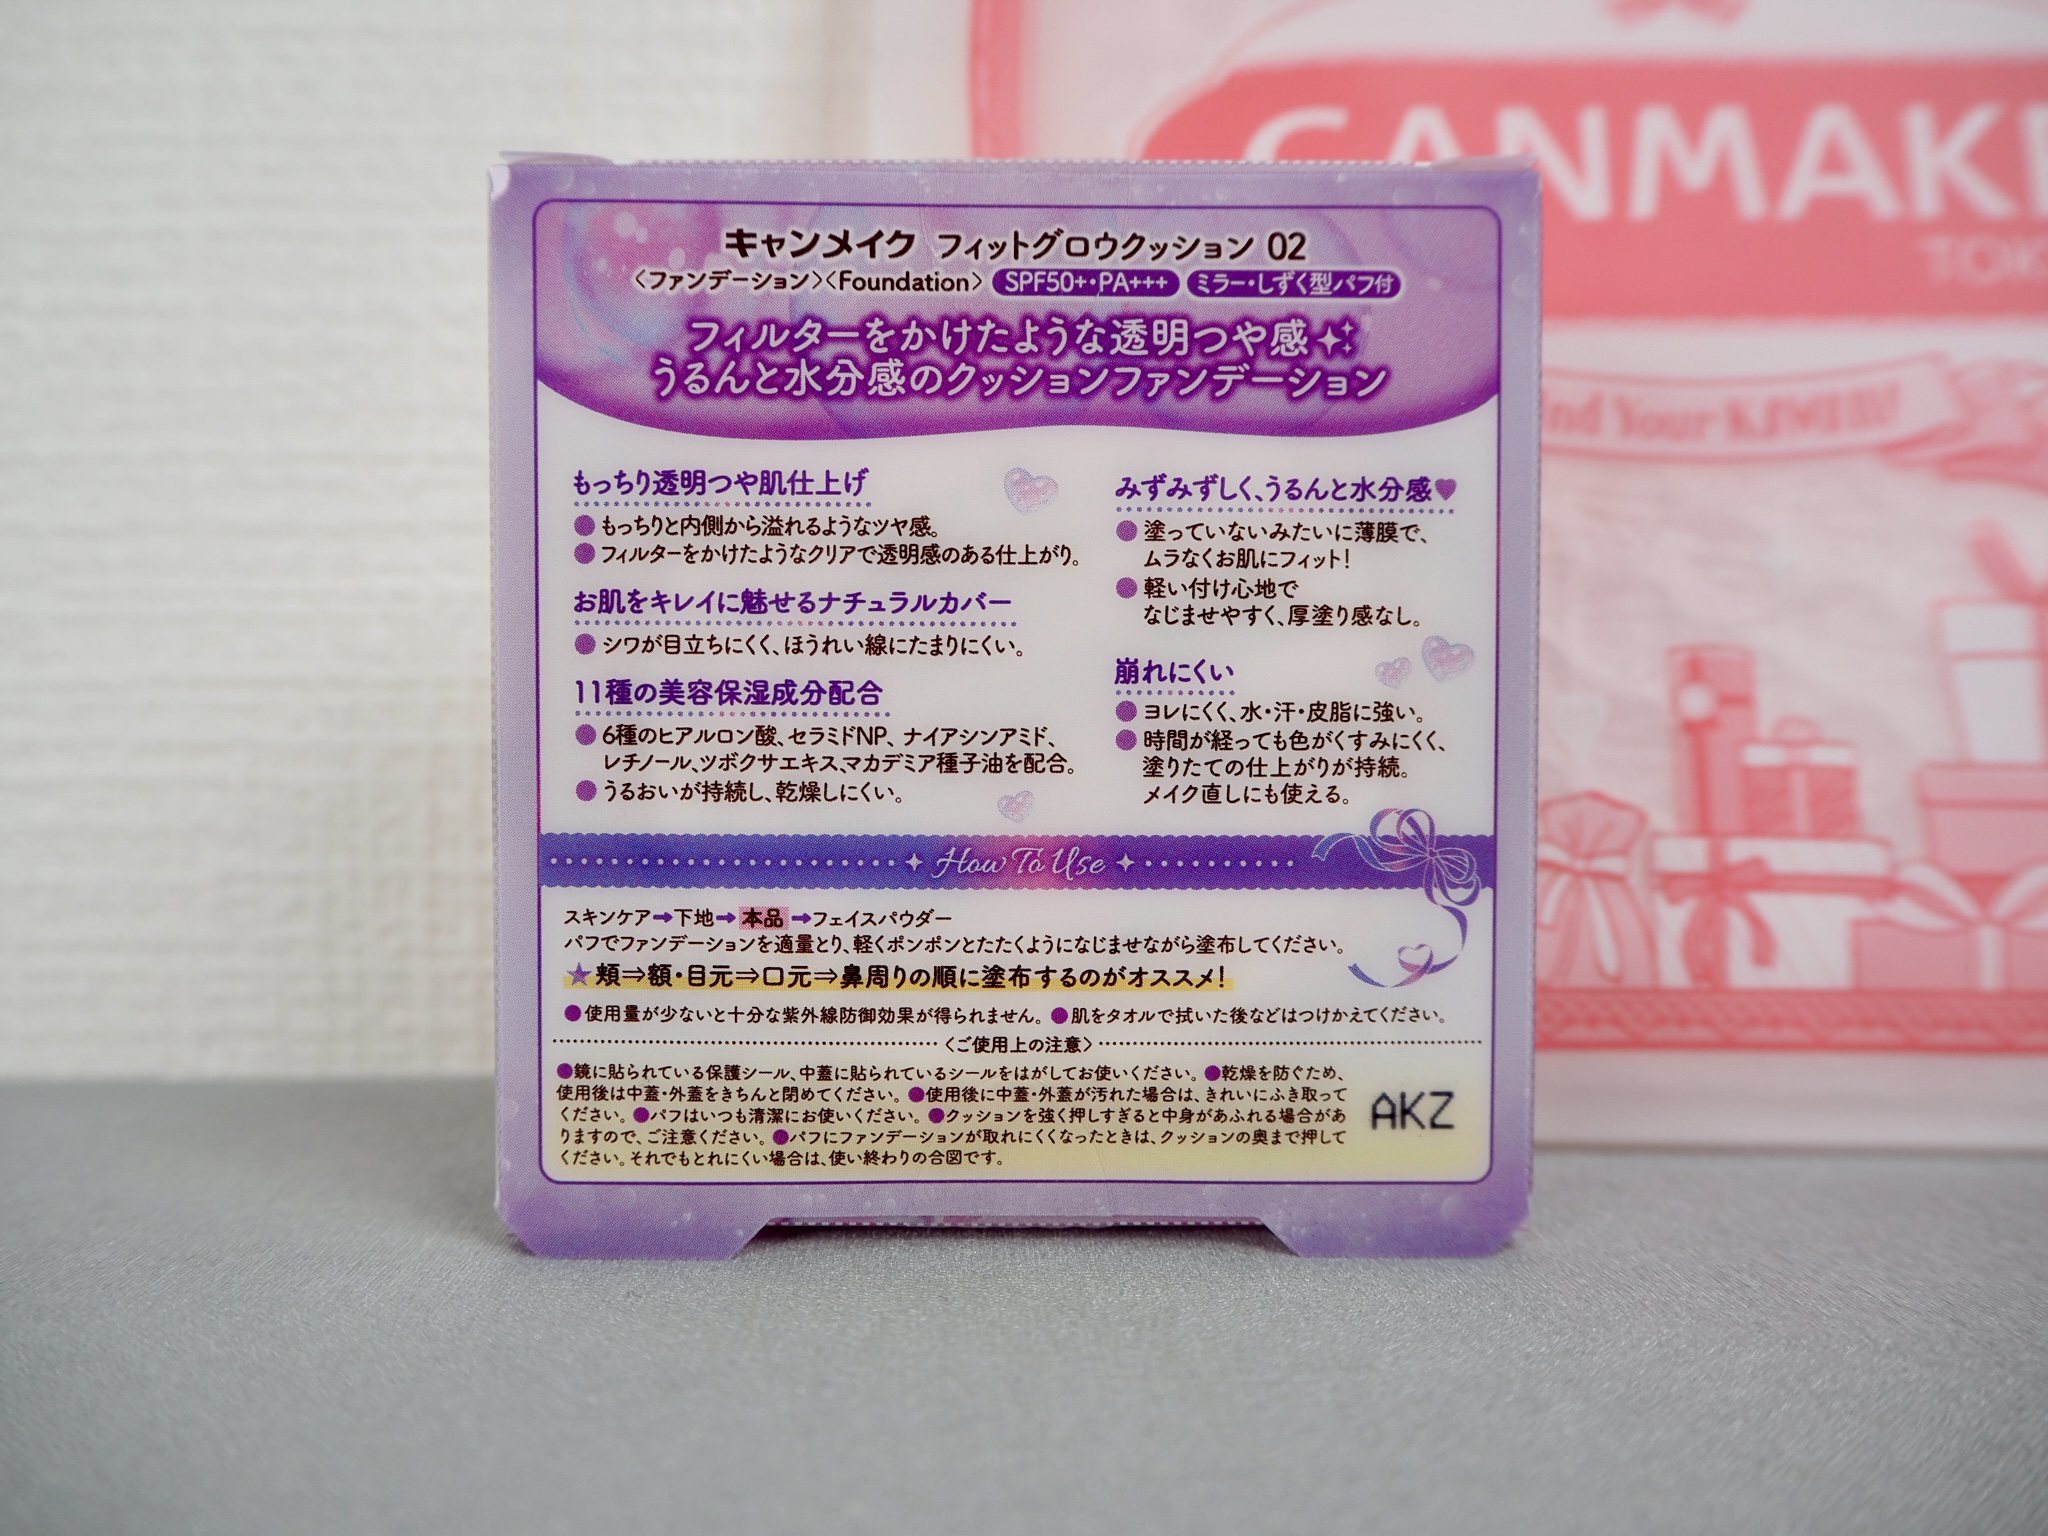 キャンメイク フィットグロウクッション 02
〈ファンデーション〉〈Foundation〉 SPF50+・PA+++ ミラー・しずく型パフ付
フィルターをかけたような透明つや感
うるんと水分感のクッションファンデーション
もっちり透明つや肌仕上げ
●もっちりと内側から溢れるようなツヤ感。
●フィルターをかけたようなクリアで透明感のある仕上がり。
お肌をキレイに魅せるナチュラルカバー
●シワが目立ちにくく、ほうれい線にたまりにくい。
11種の美容保湿成分配合
●6種のヒアルロン酸、セラミドNP、ナイアシンアミド、
レチノール、ツボクサエキス、マカデミア種子油を配合。
●うるおいが持続し、乾燥しにくい。
みずみずしく、うるんと水分感♥
●塗っていないみたいに薄膜で、
ムラなくお肌にフィット!
●軽い付け心地で
なじませやすく、厚塗り感なし。
崩れにくい
●ヨレにくく、水・汗・皮脂に強い。
●時間が経っても色がくすみにくく、
塗りたての仕上がりが持続。
メイク直しにも使える。
How To Use
スキンケア→下地→本品→フェイスパウダー
パフでファンデーションを適量とり、軽くポンポンとたたくようになじませながら塗布してください。
★頬⇒額・目元⇒口元⇒鼻周りの順に塗布するのがオススメ!
●使用量が少ないと十分な紫外線防御効果が得られません。●肌をタオルで拭いた後などはつけかえてください。
〈ご使用上の注意〉
●鏡に貼られている保護シール、中蓋に貼られているシールをはがしてお使いください。●乾燥を防ぐため、
使用後は中蓋・外蓋をきちんと閉めてください。●使用後に中蓋・外蓋が汚れた場合は、きれいにふき取って
ください。●パフはいつも清潔にお使いください。●クッションを強く押しすぎると中身があふれる場合があ
りますので、ご注意ください。●パフにファンデーションが取れにくくなったときは、クッションの奥まで押して
ください。それでもとれにくい場合は、使い終わりの合図です。
AKZ
CANMAK
TOK
nd Your